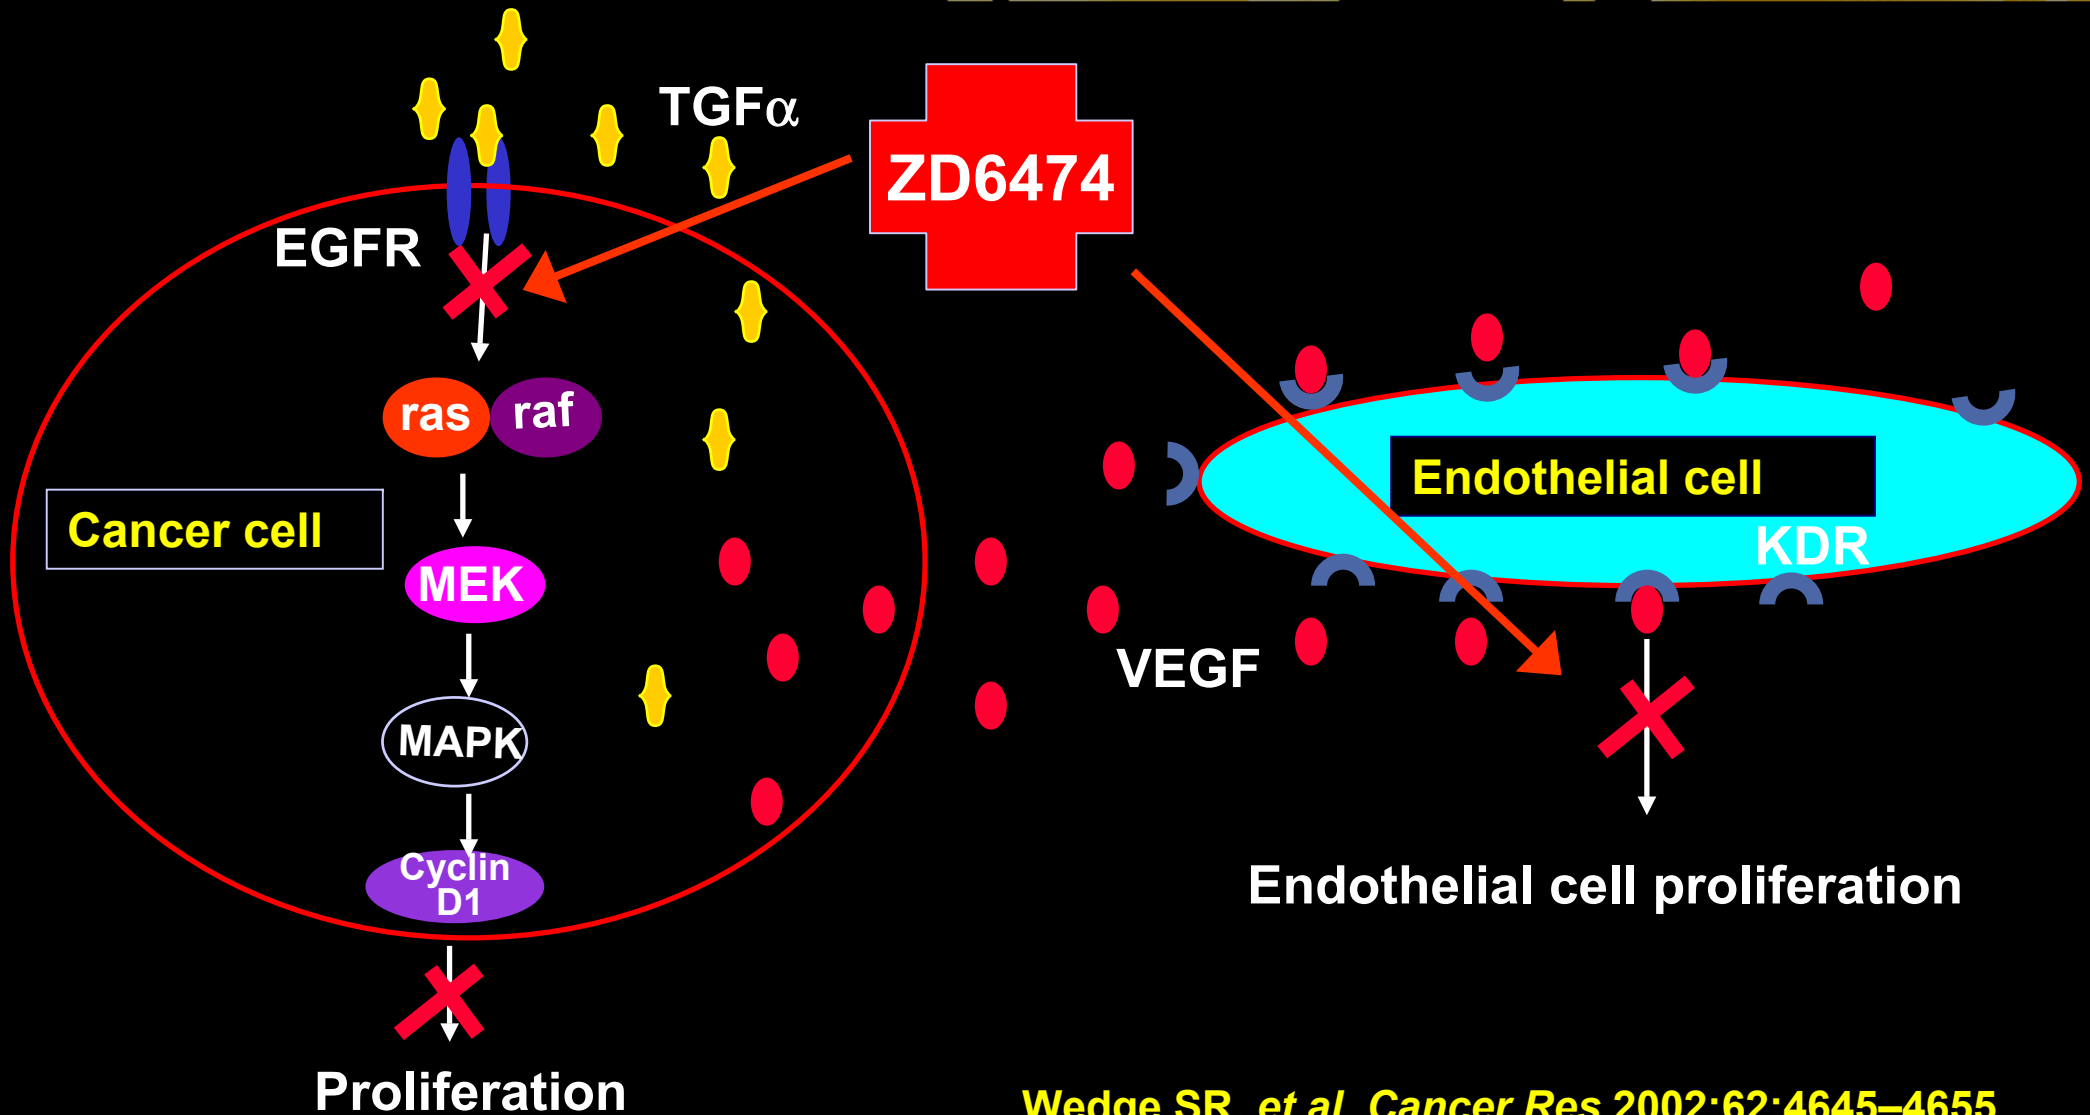 TGFα
ZD6474
EGFR
ras
raf
Cancer cell
MEK
MAPK
Cyclin
D1
Proliferation
Endothelial cell
KDR
VEGF
Endothelial cell proliferation
Wedge SR, et al. Cancer Res 2002;62:4645–4655